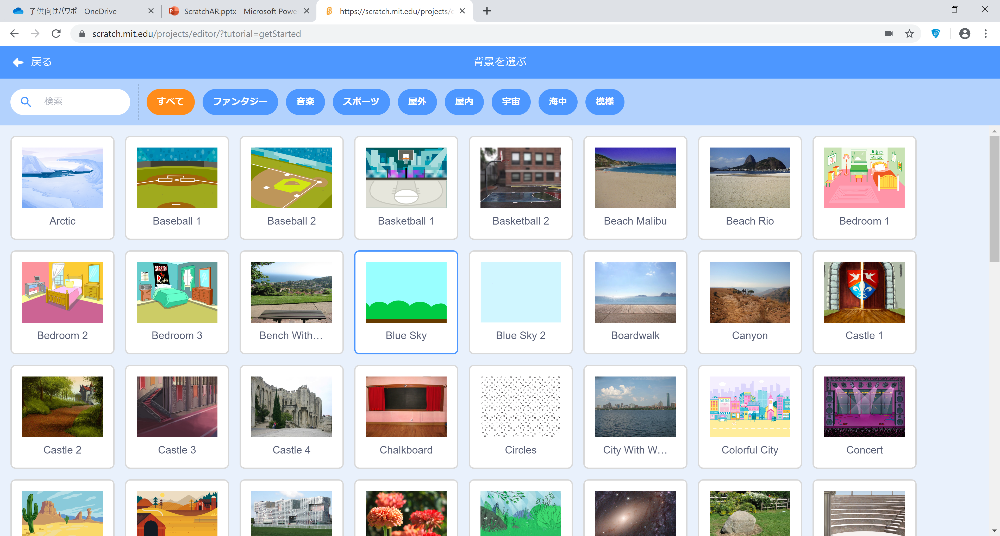 子供向けパワポ - OneDrive
ScratchAR.pptx - Microsoft Powe
https://scratch.mit.edu/projects/e
scratch.mit.edu/projects/editor/?tutorial=getStarted
戻る
背景を選ぶ
検索
すべて
ファンタジー
音楽
スポーツ
屋外
屋内
宇宙
海中
模様
Arctic
Baseball 1
Baseball 2
Basketball 1
Basketball 2
Beach Malibu
Beach Rio
Bedroom 1
SCRATCH
Rocks
JULY
Bedroom 2
Bedroom 3
Bench With...
Blue Sky
Blue Sky 2
Boardwalk
Canyon
Castle 1
Castle 2
Castle 3
Castle 4
Chalkboard
Circles
City With W...
Colorful City
Concert